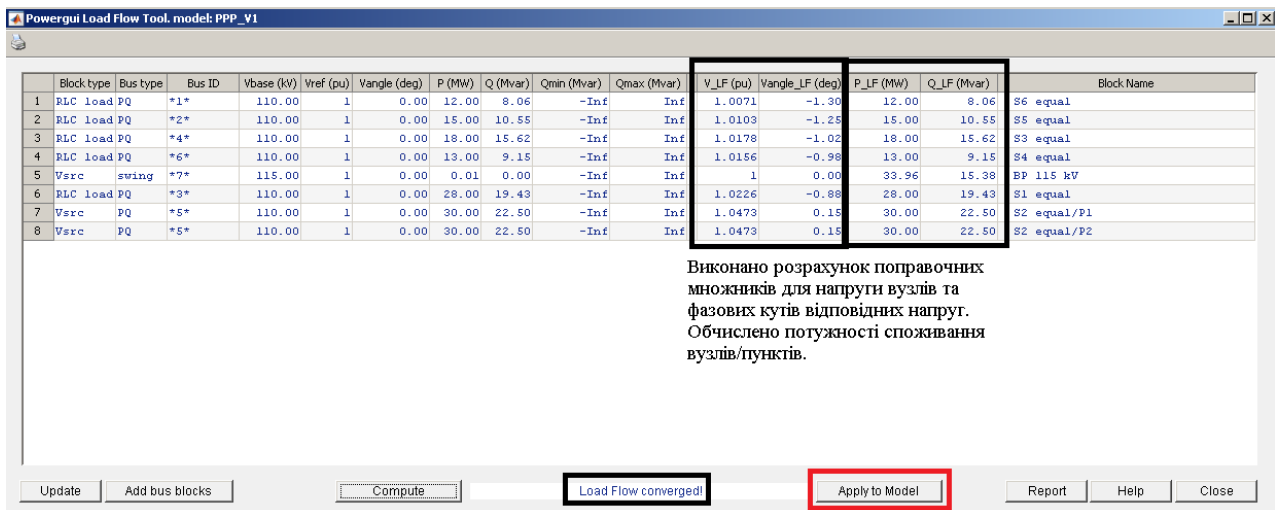 Powergui Load Flow Tool. model: PPP_V1
Block type Bus type Bus ID Vbase (kV) Vref (pu) Vangle (deg) P (MW) Q (Mvar) Qmin (Mvar) Qmax (Mvar) V_LF (pu) Vangle_LF (deg) P_LF (MW) Q_LF (Mvar) Block Name
1 RLC load PQ *1* 110.00 1 0.00 12.00 8.06 -Inf Inf 1.0071 -1.30 12.00 8.06 S6 equal
2 RLC load PQ *2* 110.00 1 0.00 15.00 10.55 -Inf Inf 1.0103 -1.25 15.00 10.55 S5 equal
3 RLC load PQ *4* 110.00 1 0.00 18.00 15.62 -Inf Inf 1.0178 -1.02 18.00 15.62 S3 equal
4 RLC load PQ *6* 110.00 1 0.00 13.00 9.15 -Inf Inf 1.0156 -0.98 13.00 9.15 S4 equal
5 Vsrc swing *7* 115.00 1 0.00 0.01 0.00 -Inf Inf 1 0.00 33.96 15.38 BP 115 kV
6 RLC load PQ *3* 110.00 1 0.00 28.00 19.43 -Inf Inf 1.0226 -0.88 28.00 19.43 S1 equal
7 Vsrc PQ *5* 110.00 1 0.00 30.00 22.50 -Inf Inf 1.0473 0.15 30.00 22.50 S2 equal/P1
8 Vsrc PQ *5* 110.00 1 0.00 30.00 22.50 -Inf Inf 1.0473 0.15 30.00 22.50 S2 equal/P2
Виконано розрахунок поправочних
множників для напруги вузлів та
фазових кутів відповідних напруг.
Обчислено потужності споживання
вузлів/пунктів.
Update Add bus blocks Compute Load Flow converged! Apply to Model Report Help Close